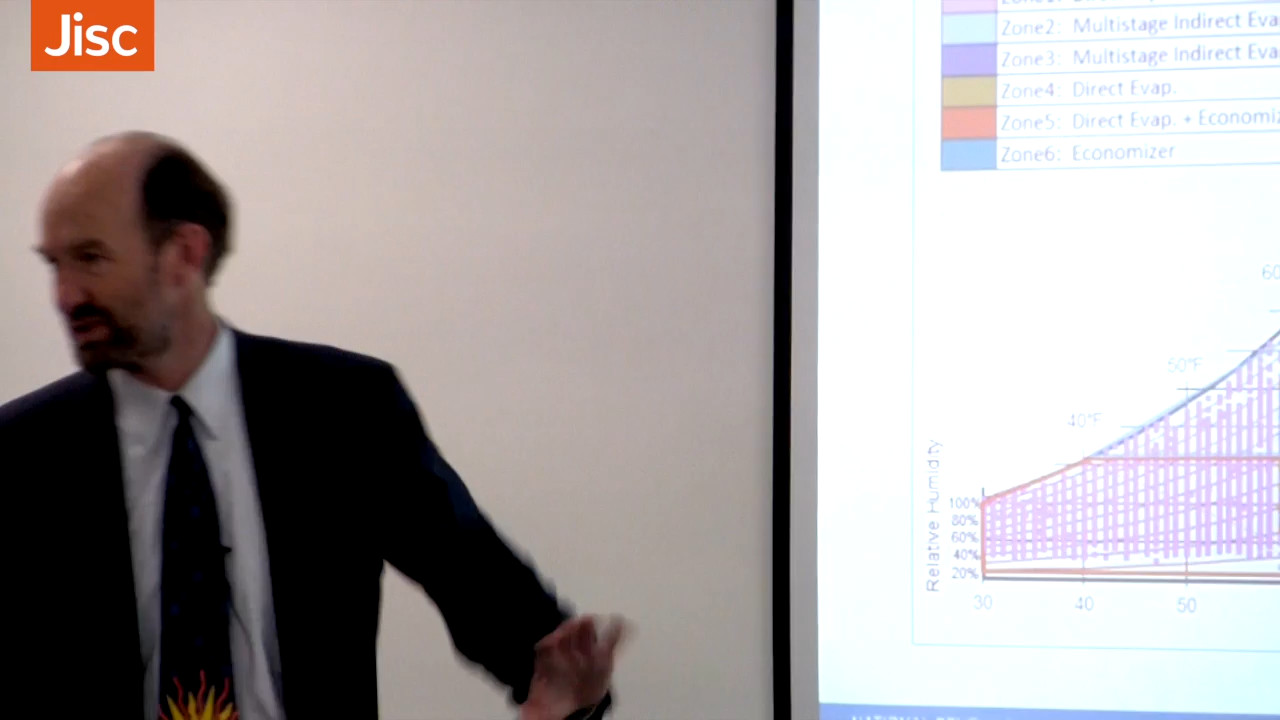 Jisc
Zone2: Multistage Indirect Eva
Zone3: Multistage Indirect Eva
Zone4: Direct Evap.
Zone5: Direct Evap. + Economiz
Zone6: Economizer
60
50°F
40°F
Relative Humidity
100%
80%
60%
40%
20%
30 40 50